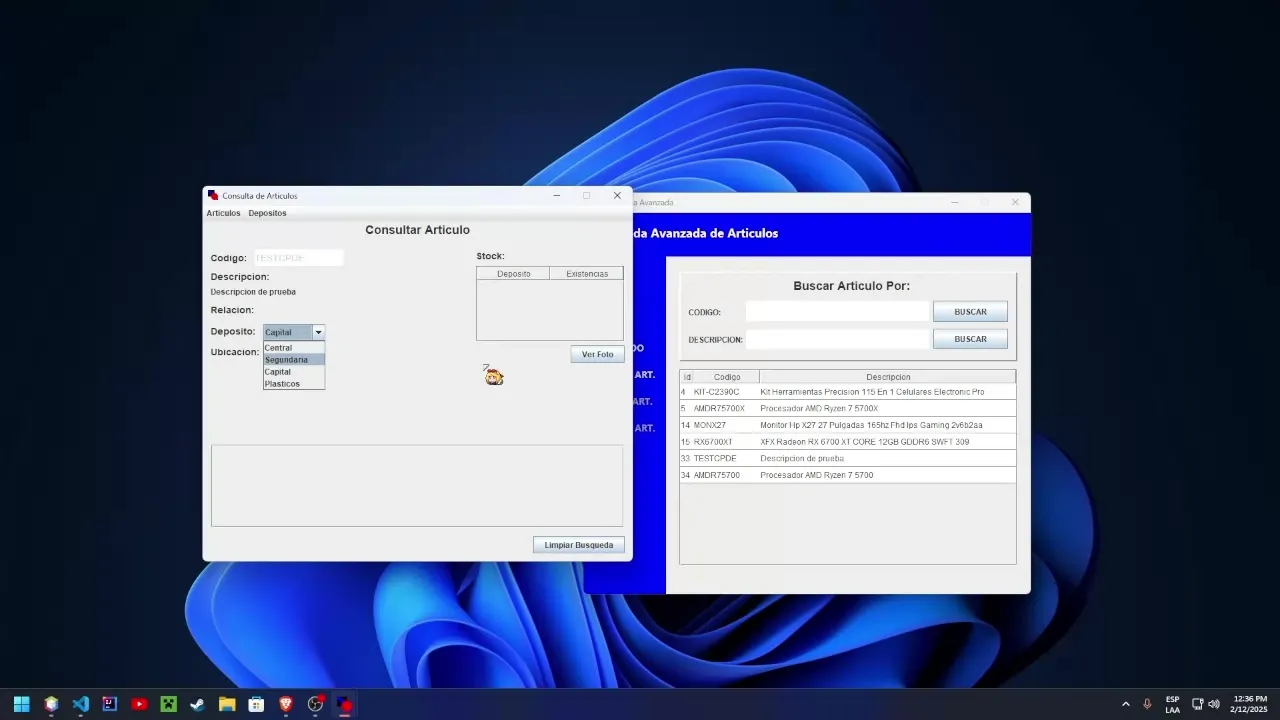 Consulta de Articulos
Articulos Depositos
Consultar Articulo
Codigo: TESTCPDE
Descripcion:
Descripcion de prueba
Relacion:
Deposito: Capital
Central
Segundaria
Capital
Plasticos
Ubicacion:
Stock:
Deposito Existencias
Ver Foto
Limpiar Busqueda
a Avanzada
da Avanzada de Articulos
DO
ART.
ART.
ART.
Buscar Articulo Por:
CODIGO: BUSCAR
DESCRIPCION: BUSCAR
Id Codigo Descripcion
4 KIT-C2390C Kit Herramientas Precision 115 En 1 Celulares Electronic Pro
5 AMDR75700X Procesador AMD Ryzen 7 5700X
14 MONX27 Monitor Hp X27 27 Pulgadas 165hz Fhd Ips Gaming 2v6b2aa
15 RX6700XT XFX Radeon RX 6700 XT CORE 12GB GDDR6 SWFT 309
33 TESTCPDE Descripcion de prueba
34 AMDR75700 Procesador AMD Ryzen 7 5700
ESP
LAA
12:36 PM
2/12/2025